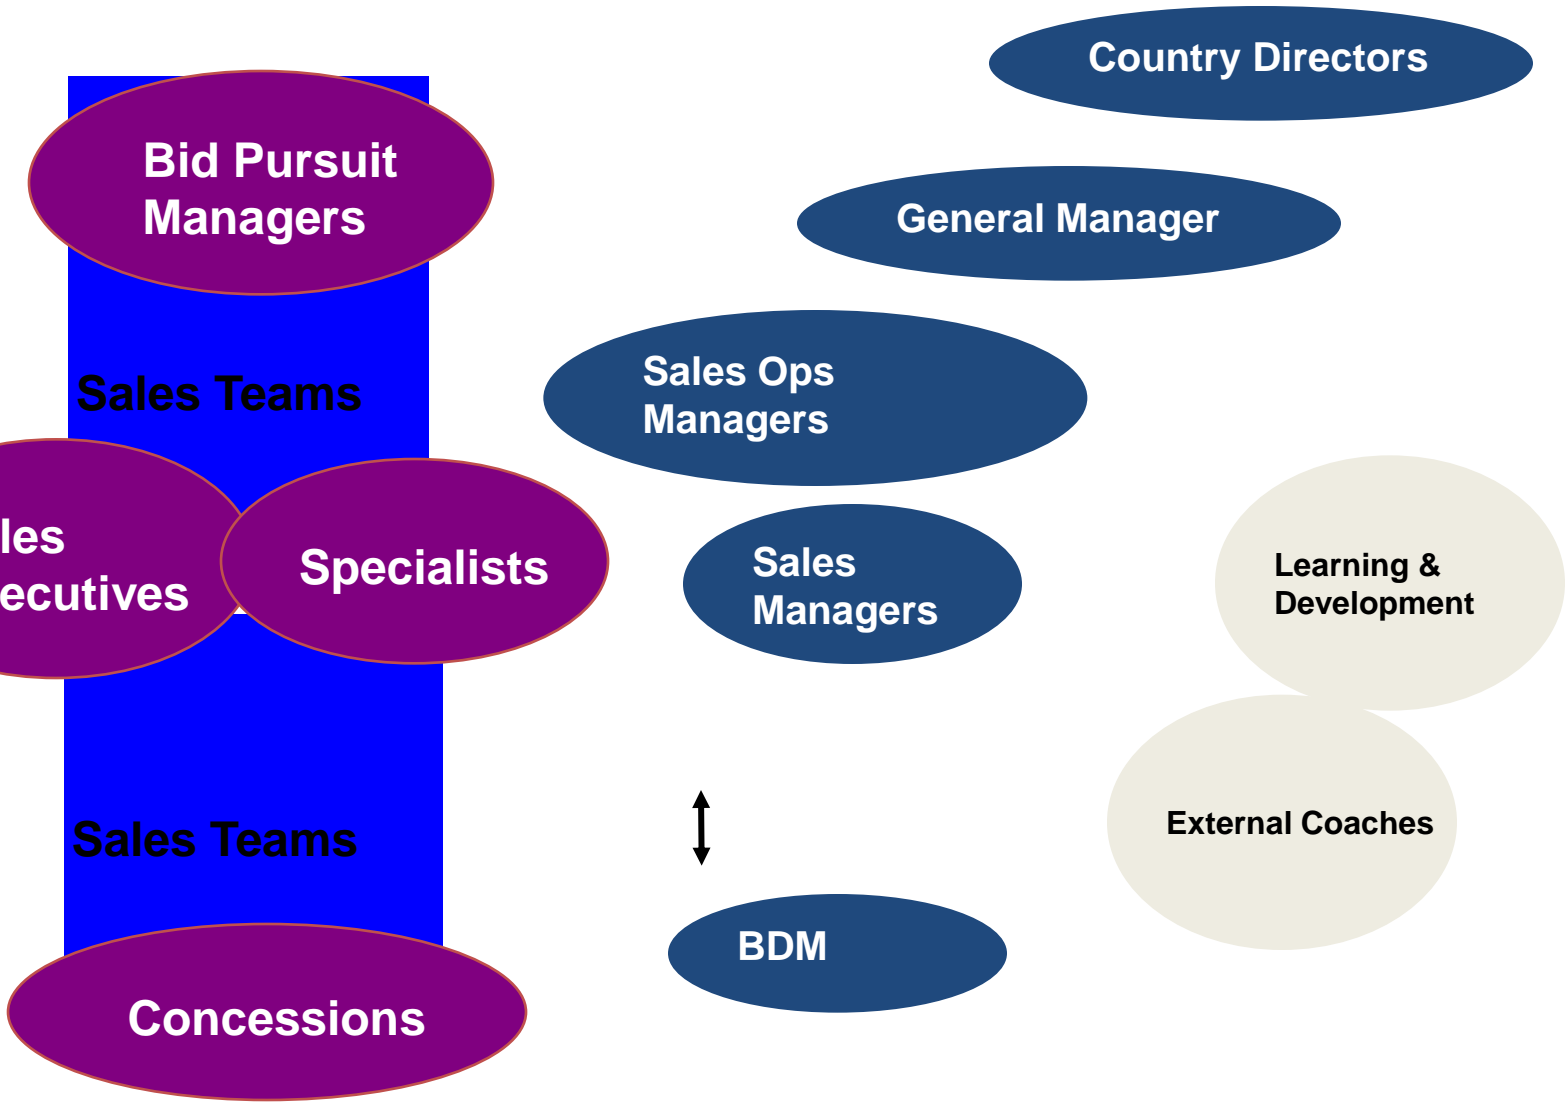 Country Directors
Bid Pursuit
Managers
General Manager
Sales Ops
Managers
Sales Teams
les
ecutives
Specialists
Sales
Managers
Learning &
Development
External Coaches
Sales Teams
BDM
Concessions